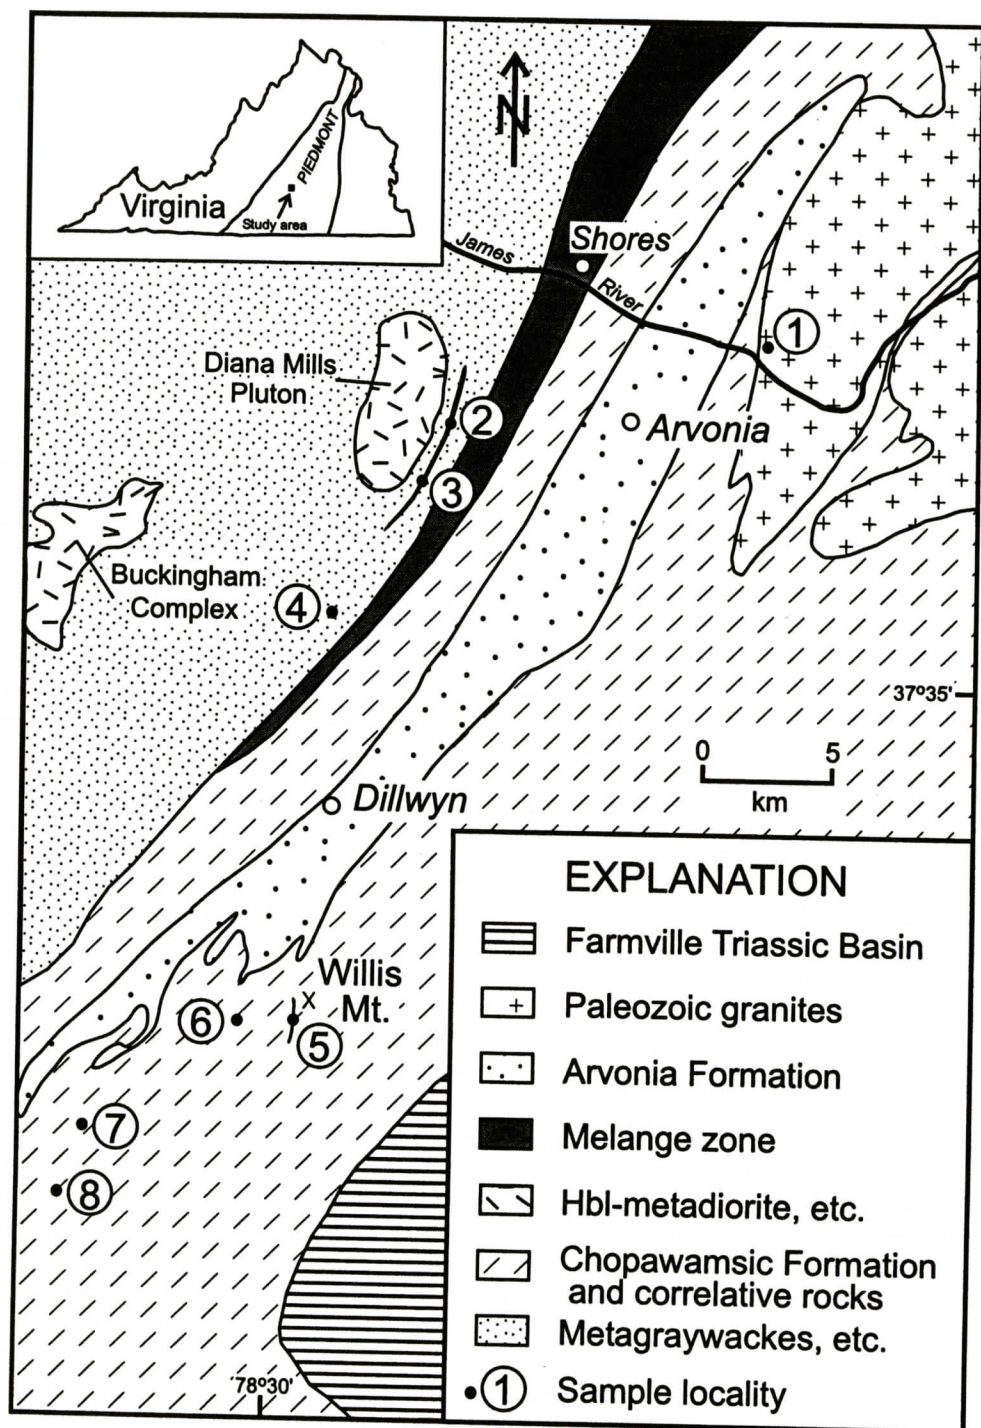 Virginia
PIEDMONT
Study area
N
James
River
Shores
1
Diana Mills
Pluton
2
Arvonia
3
Buckingham
Complex
4
37°35'
0 5
km
Dillwyn
Willis
Mt.
x
6
5
7
8
78°30'
EXPLANATION
Farmville Triassic Basin
Paleozoic granites
Arvonia Formation
Melange zone
Hbl-metadiorite, etc.
Chopawamsic Formation
and correlative rocks
Metagraywackes, etc.
1 Sample locality